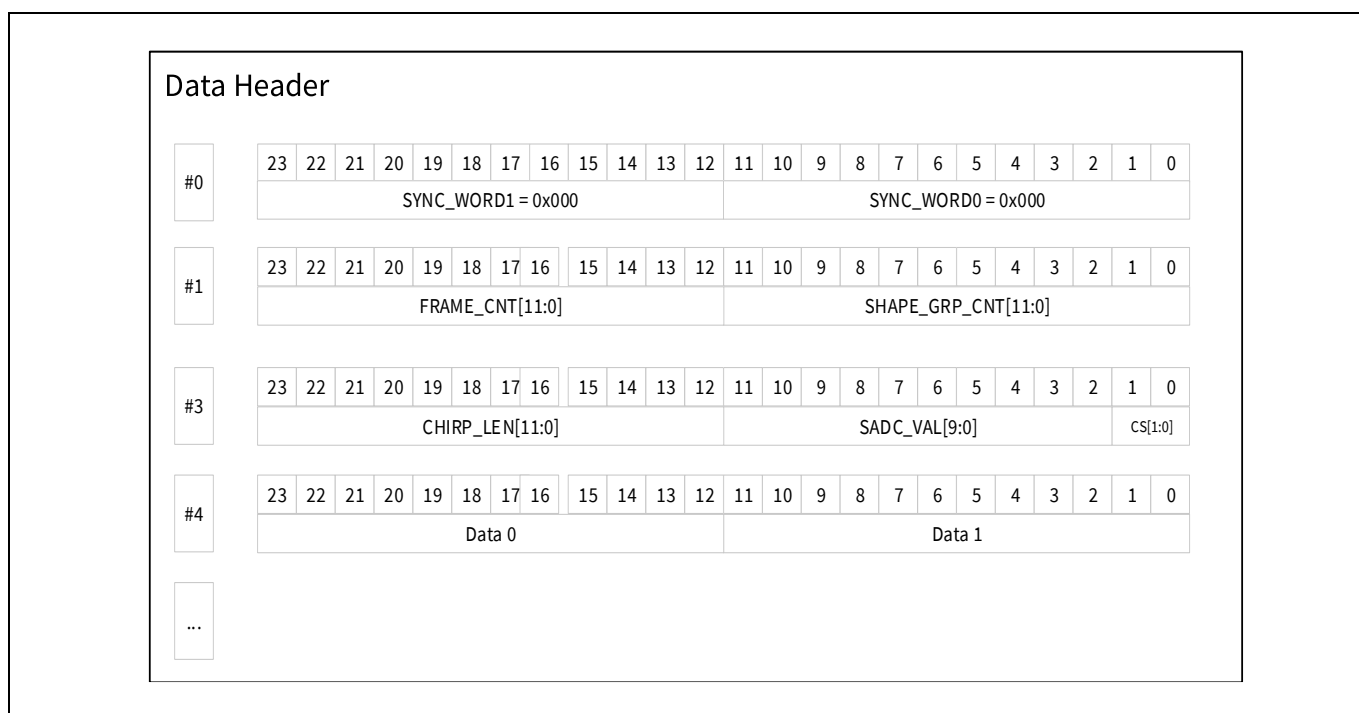 Data Header
#0
23 22 21 20 19 18 17 16 15 14 13 12 11 10 9 8 7 6 5 4 3 2 1 0
SYNC_WORD1 = 0x000 SYNC_WORD0 = 0x000
#1
23 22 21 20 19 18 17 16 15 14 13 12 11 10 9 8 7 6 5 4 3 2 1 0
FRAME_CNT[11:0] SHAPE_GRP_CNT[11:0]
#3
23 22 21 20 19 18 17 16 15 14 13 12 11 10 9 8 7 6 5 4 3 2 1 0
CHIRP_LEN[11:0] SADC_VAL[9:0] CS[1:0]
#4
23 22 21 20 19 18 17 16 15 14 13 12 11 10 9 8 7 6 5 4 3 2 1 0
Data 0 Data 1
...